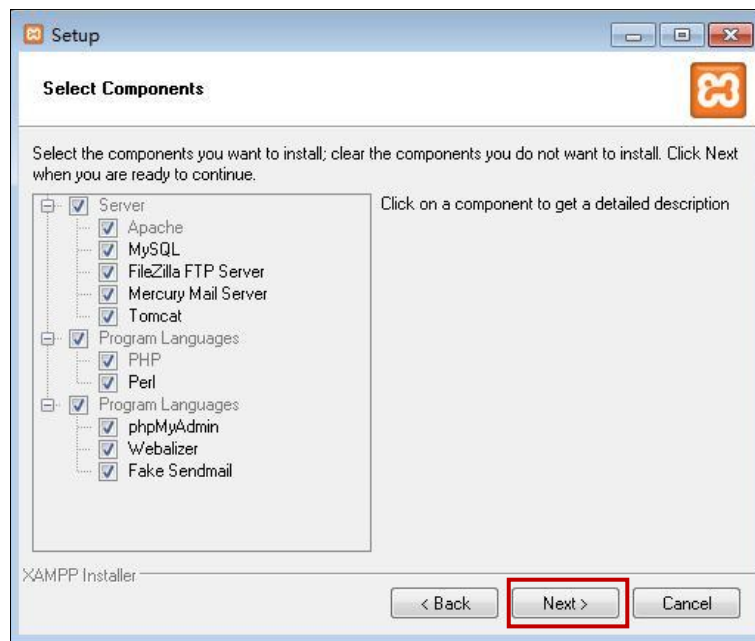 Setup
Select Components
Select the components you want to install; clear the components you do not want to install. Click Next
when you are ready to continue.
Server
Apache
MySQL
FileZilla FTP Server
Mercury Mail Server
Tomcat
Program Languages
PHP
Perl
Program Languages
phpMyAdmin
Webalizer
Fake Sendmail
Click on a component to get a detailed description
XAMPP Installer
< Back
Next >
Cancel